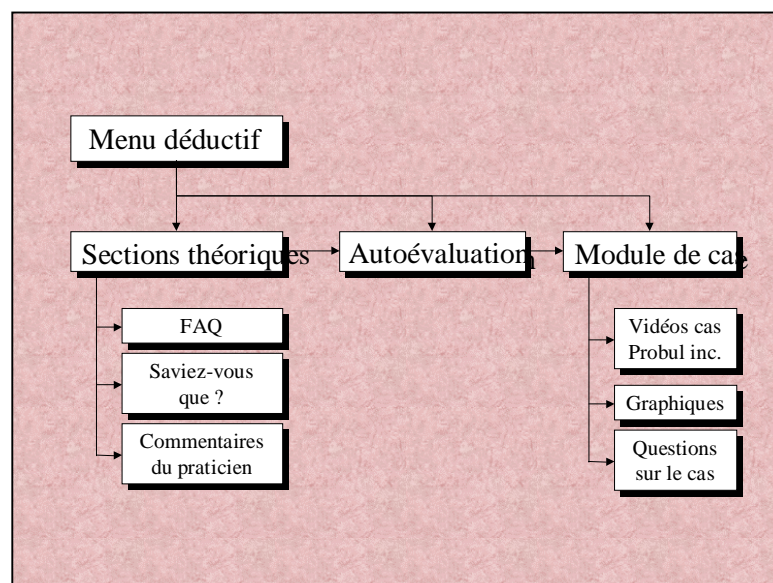 Menu déductif
Sections théoriques
Autoévaluation
Module de cas
FAQ
Saviez-vous
que ?
Commentaires
du praticien
Vidéos cas
Probul inc.
Graphiques
Questions
sur le cas